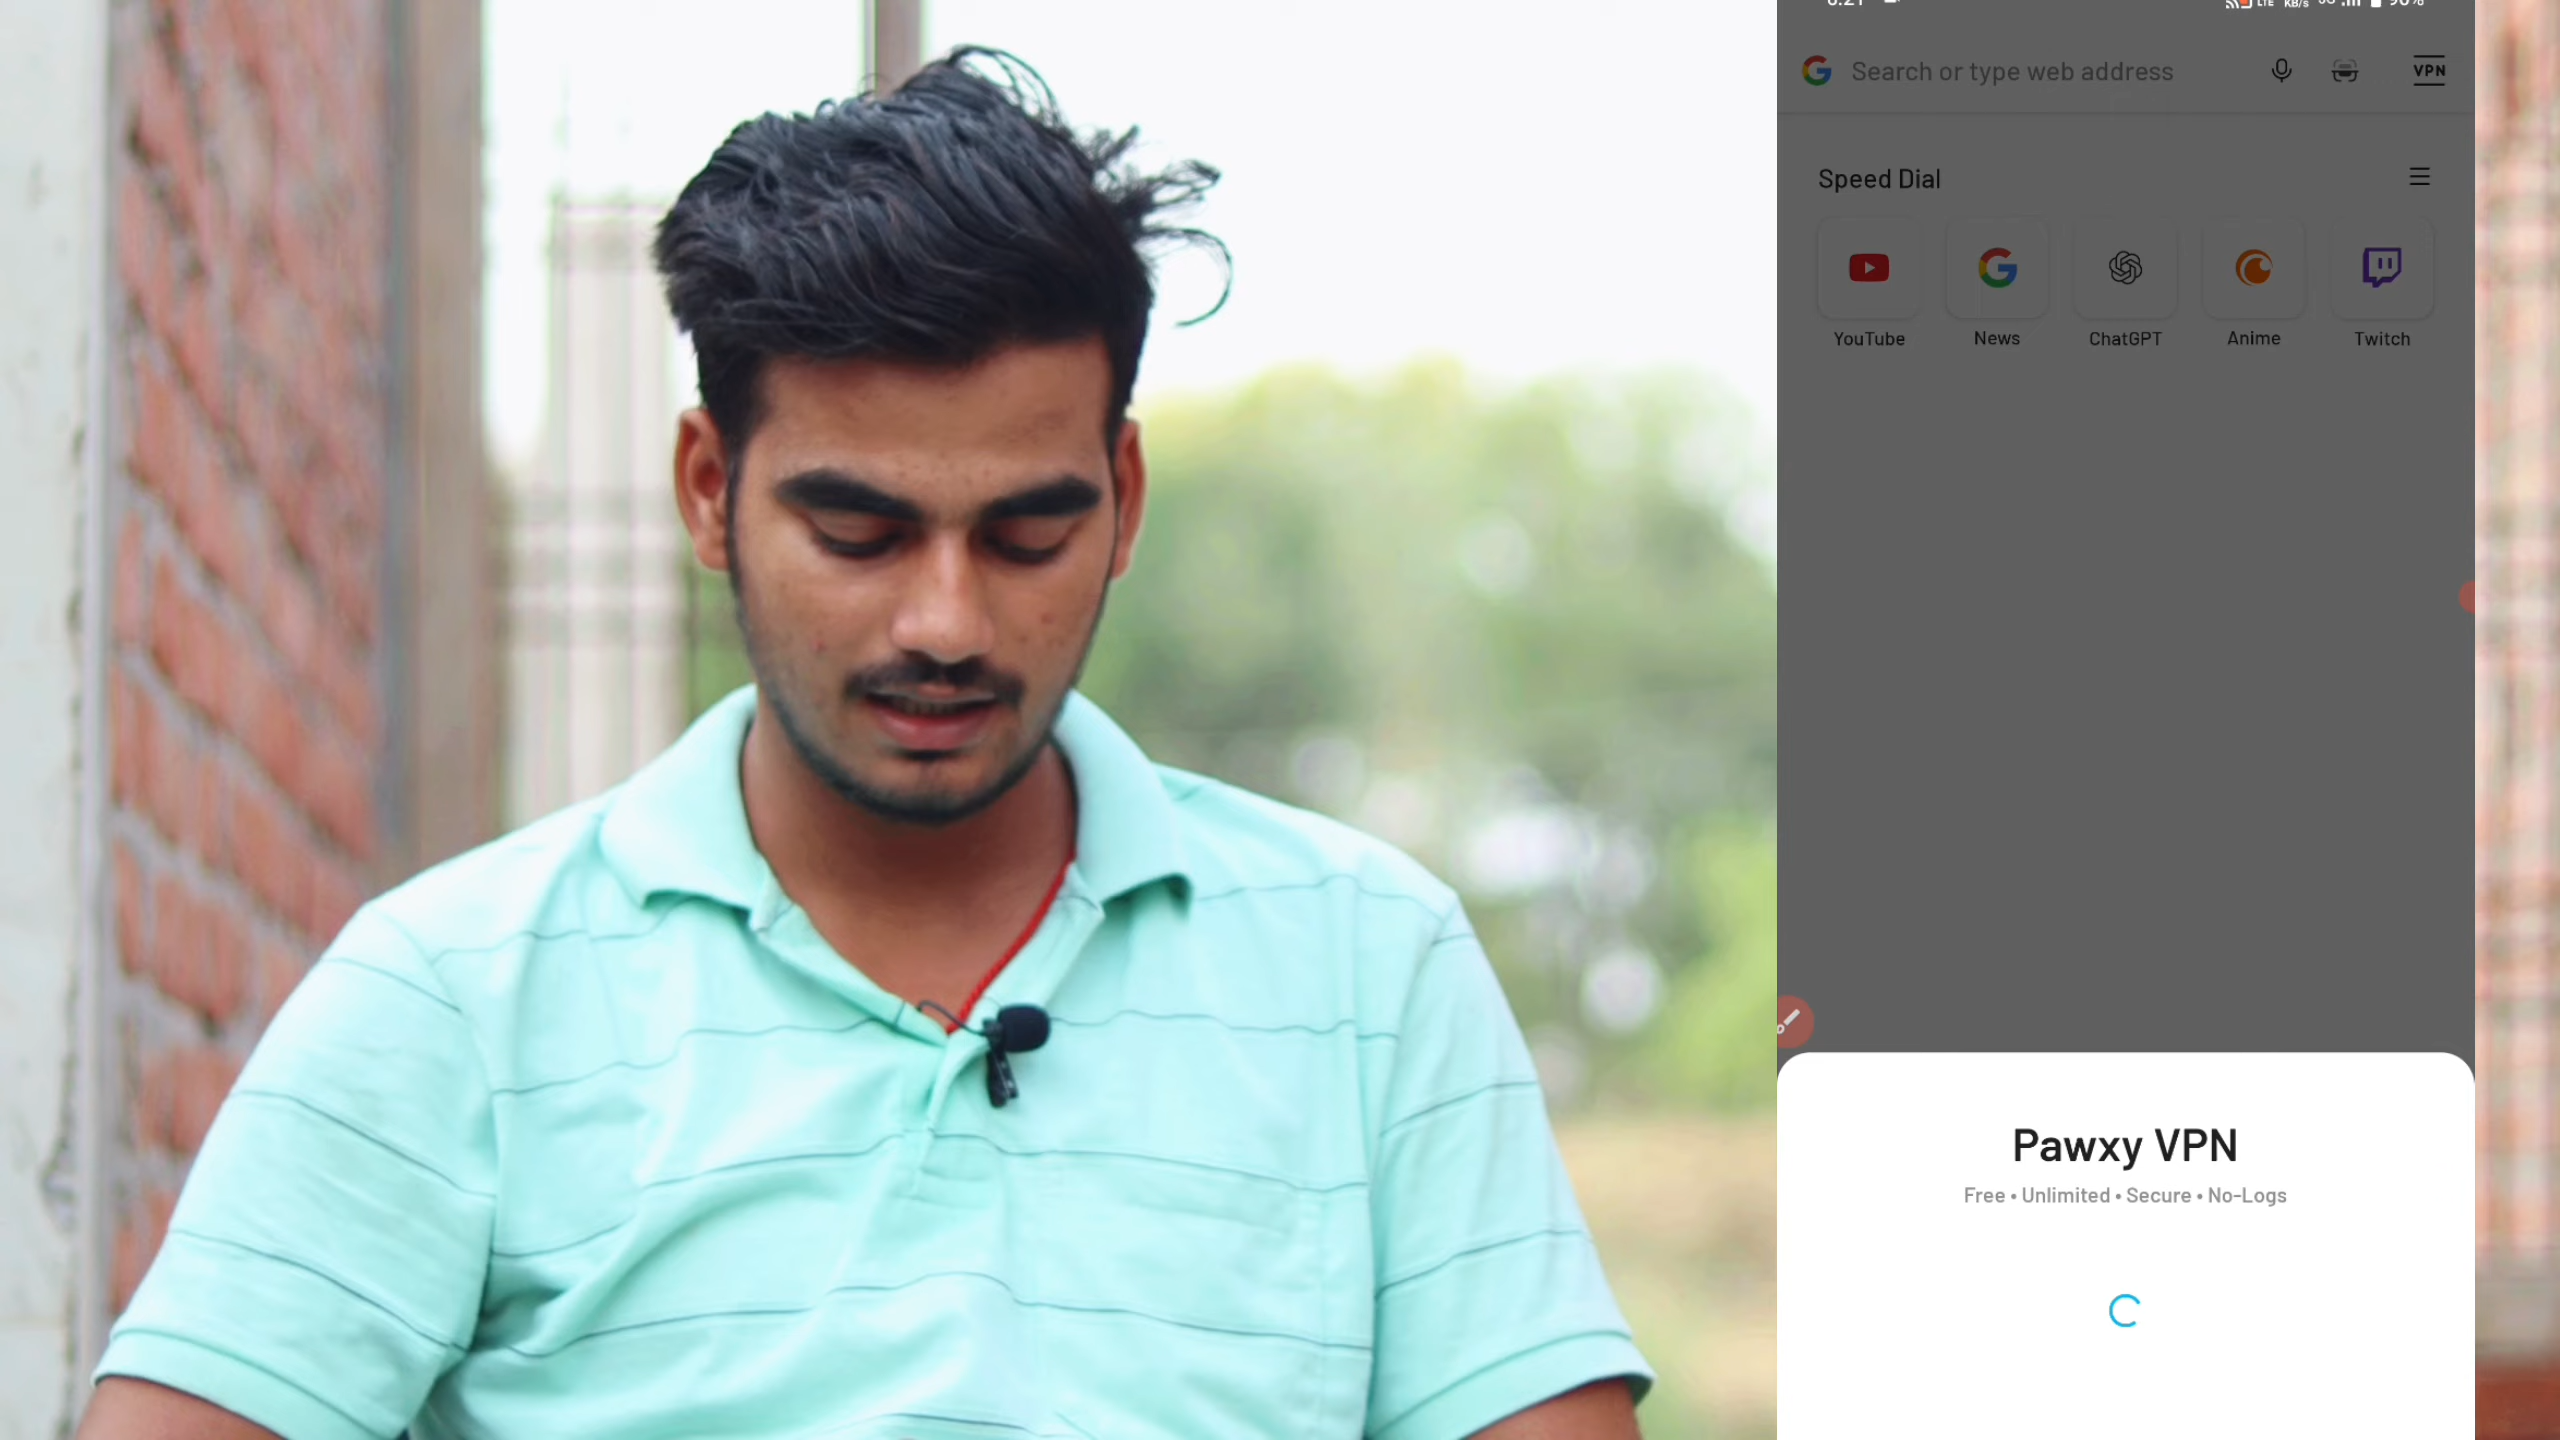 Search or type web address
VPN
Speed Dial
YouTube
News
ChatGPT
Anime
Twitch
Pawxy VPN
Free • Unlimited • Secure • No-Logs